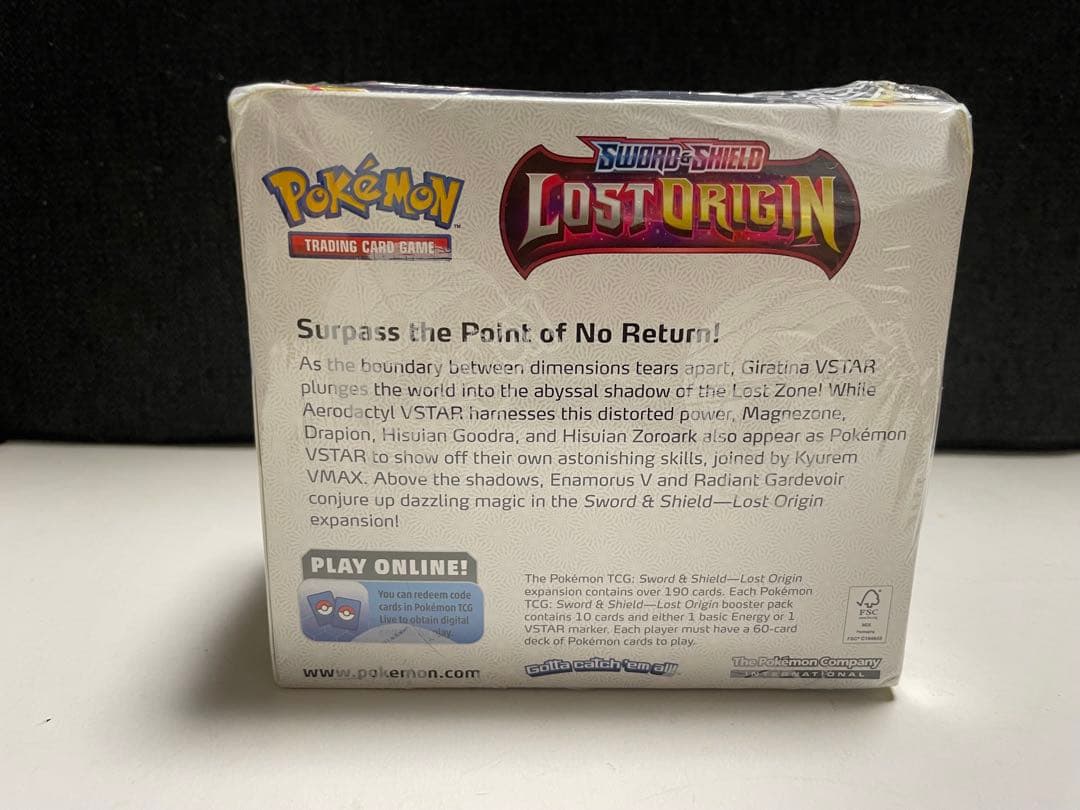 SWORD & SHIELD
LOST ORIGIN
POKÉMON
TRADING CARD GAME
Surpass the Point of No Return!
As the boundary between dimensions tears apart, Giratina VSTAR
plunges the world into the abyssal shadow of the Lost Zone! While
Aerodactyl VSTAR harnesses this distorted power, Magnezone,
Drapion, Hisuian Goodra, and Hisuian Zoroark also appear as Pokémon
VSTAR to show off their own astonishing skills, joined by Kyurem
VMAX. Above the shadows, Enamorus V and Radiant Gardevoir
conjure up dazzling magic in the Sword & Shield—Lost Origin
expansion!
PLAY ONLINE!
You can redeem code
cards in Pokémon TCG
Live to obtain digital
The Pokémon TCG: Sword & Shield—Lost Origin
expansion contains over 190 cards. Each Pokémon
TCG: Sword & Shield—Lost Origin booster pack
contains 10 cards and either 1 basic Energy or 1
VSTAR marker. Each player must have a 60-card
deck of Pokémon cards to play.
FSC
MIX
www.pokemon.com
Gotta catch 'em all!
The Pokémon Company
INTERNATIONAL